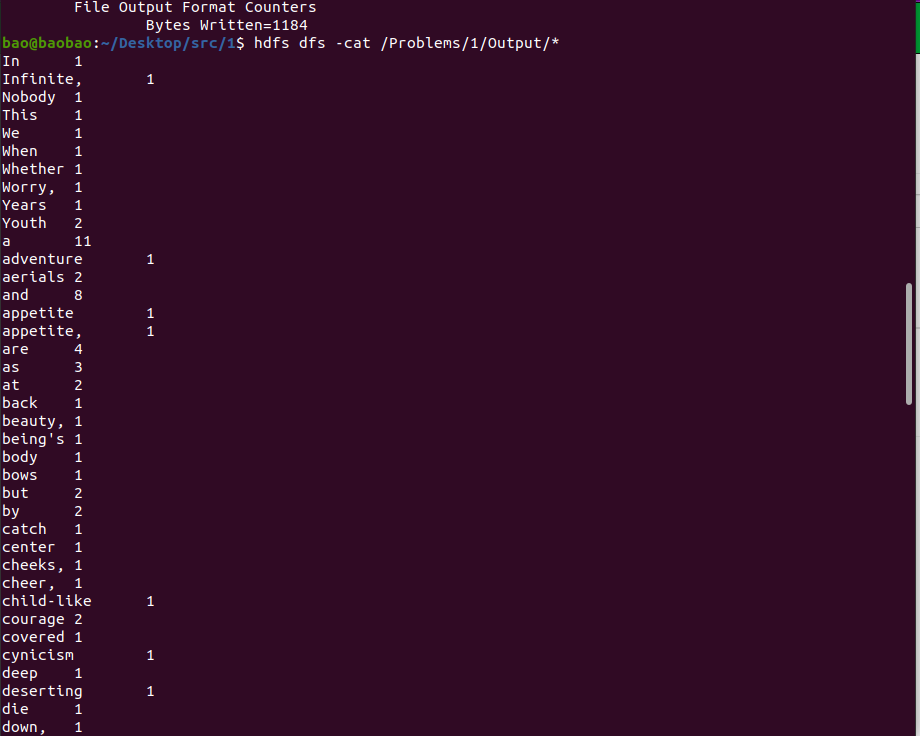 File Output Format Counters
Bytes Written=1184
bao@baobao:~/Desktop/src/1$ hdfs dfs -cat /Problems/1/Output/*
In 1
Infinite, 1
Nobody 1
This 1
We 1
When 1
Whether 1
Worry, 1
Years 1
Youth 2
a 11
adventure 1
aerials 2
and 8
appetite 1
appetite, 1
are 4
as 3
at 2
back 1
beauty, 1
being's 1
body 1
bows 1
but 2
by 2
catch 1
center 1
cheeks, 1
cheer, 1
child-like 1
courage 2
covered 1
cynicism 1
deep 1
deserting 1
die 1
down, 1